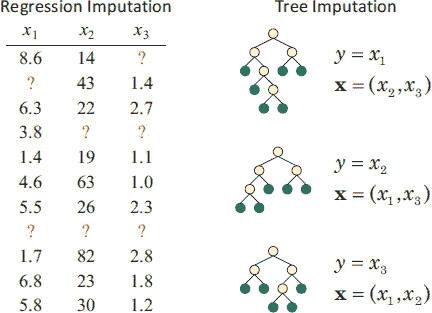 Regression Imputation
x1 x2 x3
8.6 14 ?
? 43 1.4
6.3 22 2.7
3.8 ? ?
1.4 19 1.1
4.6 63 1.0
5.5 26 2.3
? ? ?
1.7 82 2.8
6.8 23 1.8
5.8 30 1.2
Tree Imputation
y = x1
x = (x2,x3)
y = x2
x = (x1,x3)
y = x3
x = (x1,x2)